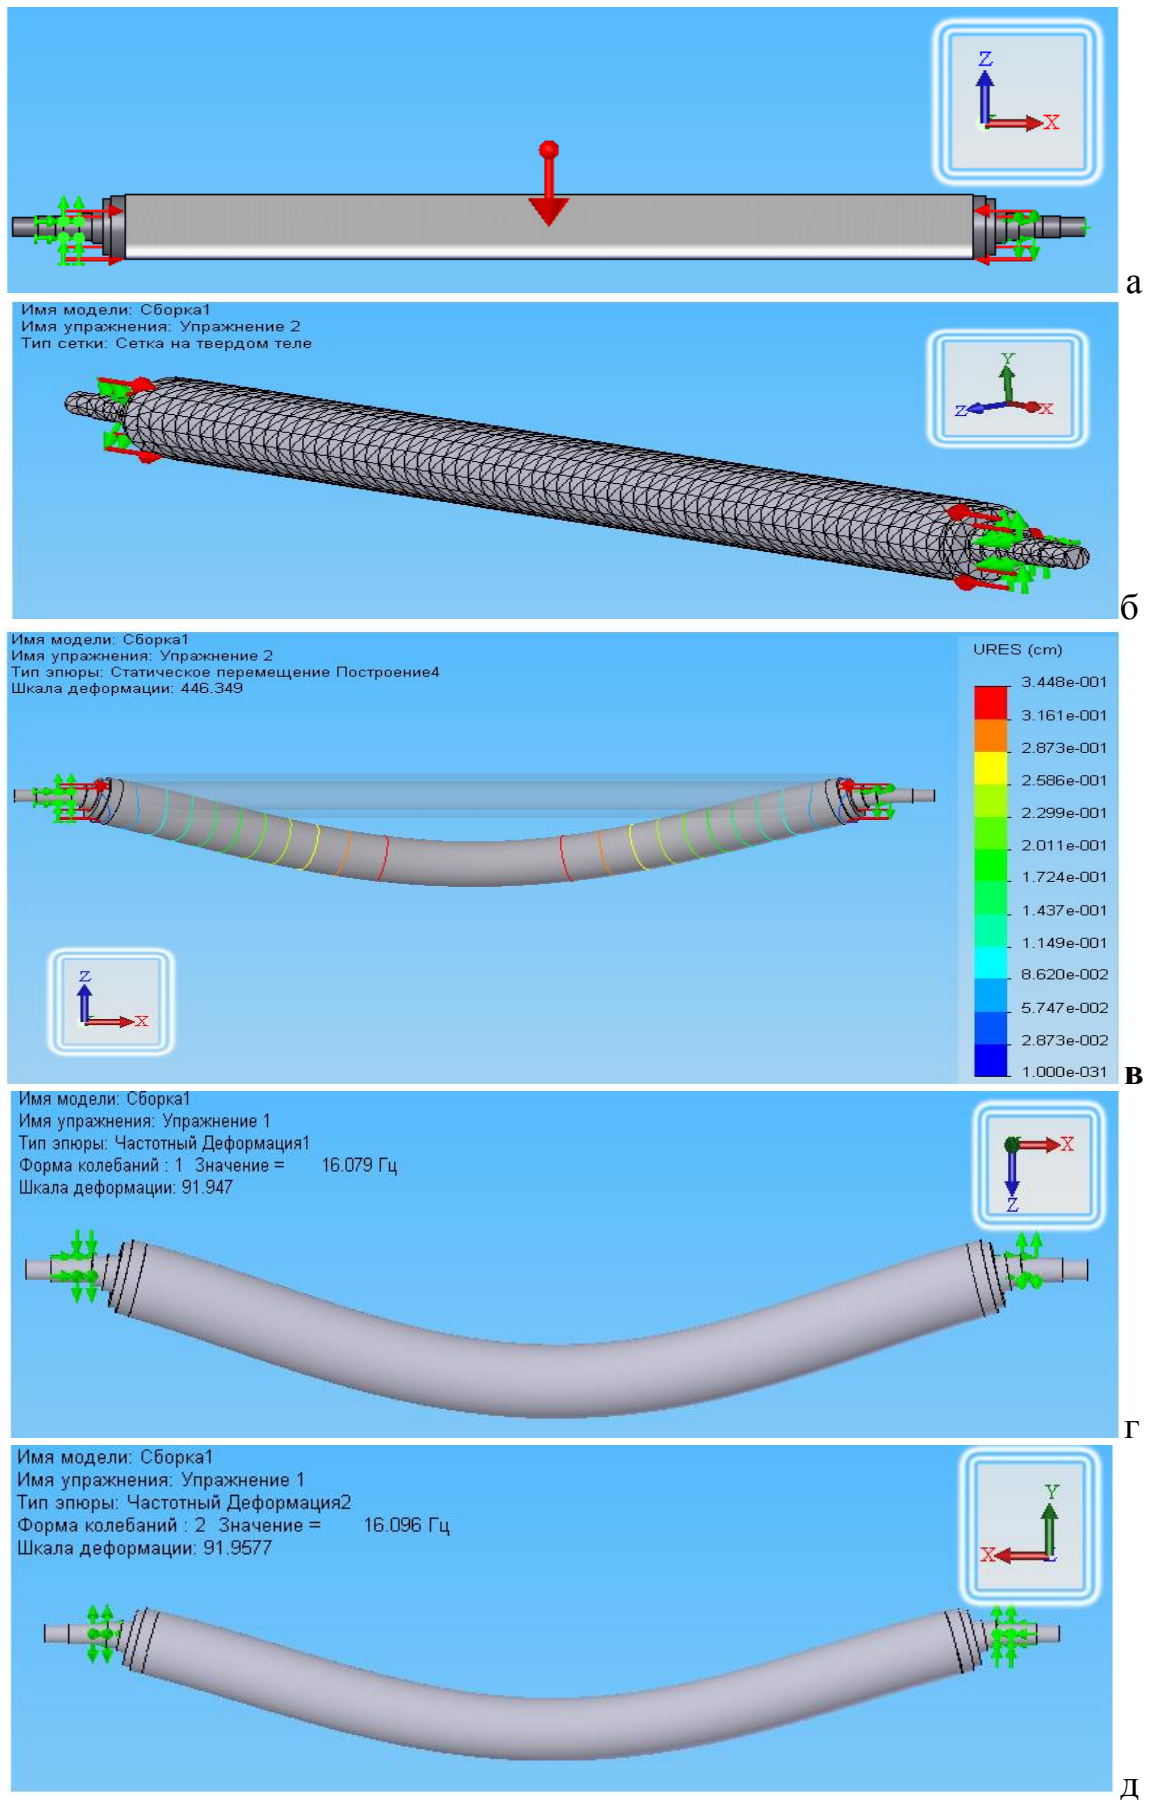 Z
X
а
Имя модели: Сборка1
Имя упражнения: Упражнение 2
Тип сетки: Сетка на твердом теле
Y
Z
X
б
Имя модели: Сборка1
Имя упражнения: Упражнение 2
Тип эпюры: Статическое перемещение Построение4
Шкала деформации: 446.349
URES (cm)
3.448e-001
3.161e-001
2.873e-001
2.586e-001
2.299e-001
2.011e-001
1.724e-001
1.437e-001
1.149e-001
8.620e-002
5.747e-002
2.873e-002
1.000e-031
Z
X
в
Имя модели: Сборка1
Имя упражнения: Упражнение 1
Тип эпюры: Частотный Деформация1
Форма колебаний : 1 Значение = 16.079 Гц
Шкала деформации: 91.947
X
Z
г
Имя модели: Сборка1
Имя упражнения: Упражнение 1
Тип эпюры: Частотный Деформация2
Форма колебаний : 2 Значение = 16.096 Гц
Шкала деформации: 91.9577
Y
X
д